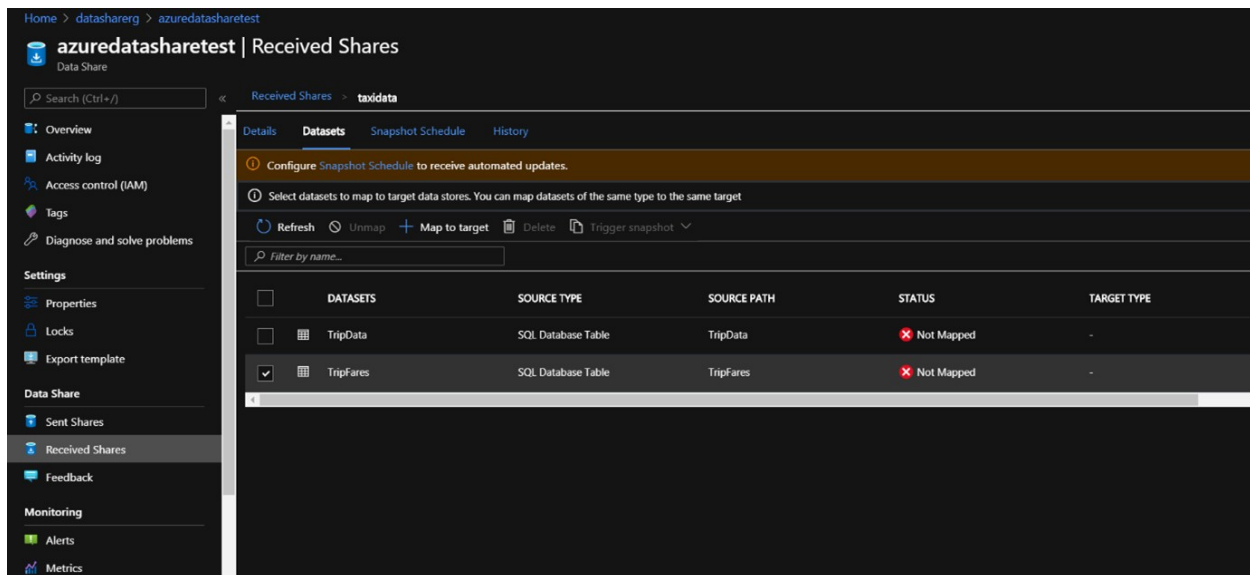 Home > datasharerg > azuredatasharetest
azuredatasharetest | Received Shares
Data Share
Search (Ctrl+/)
«
Overview
Activity log
Access control (IAM)
Tags
Diagnose and solve problems
Settings
Properties
Locks
Export template
Data Share
Sent Shares
Received Shares
Feedback
Monitoring
Alerts
Metrics
Received Shares > taxidata
Details Datasets Snapshot Schedule History
Configure Snapshot Schedule to receive automated updates.
Select datasets to map to target data stores. You can map datasets of the same type to the same target
Refresh Unmap Map to target Delete Trigger snapshot
Filter by name...
DATASETS SOURCE TYPE SOURCE PATH STATUS TARGET TYPE
TripData SQL Database Table TripData Not Mapped -
TripFares SQL Database Table TripFares Not Mapped -